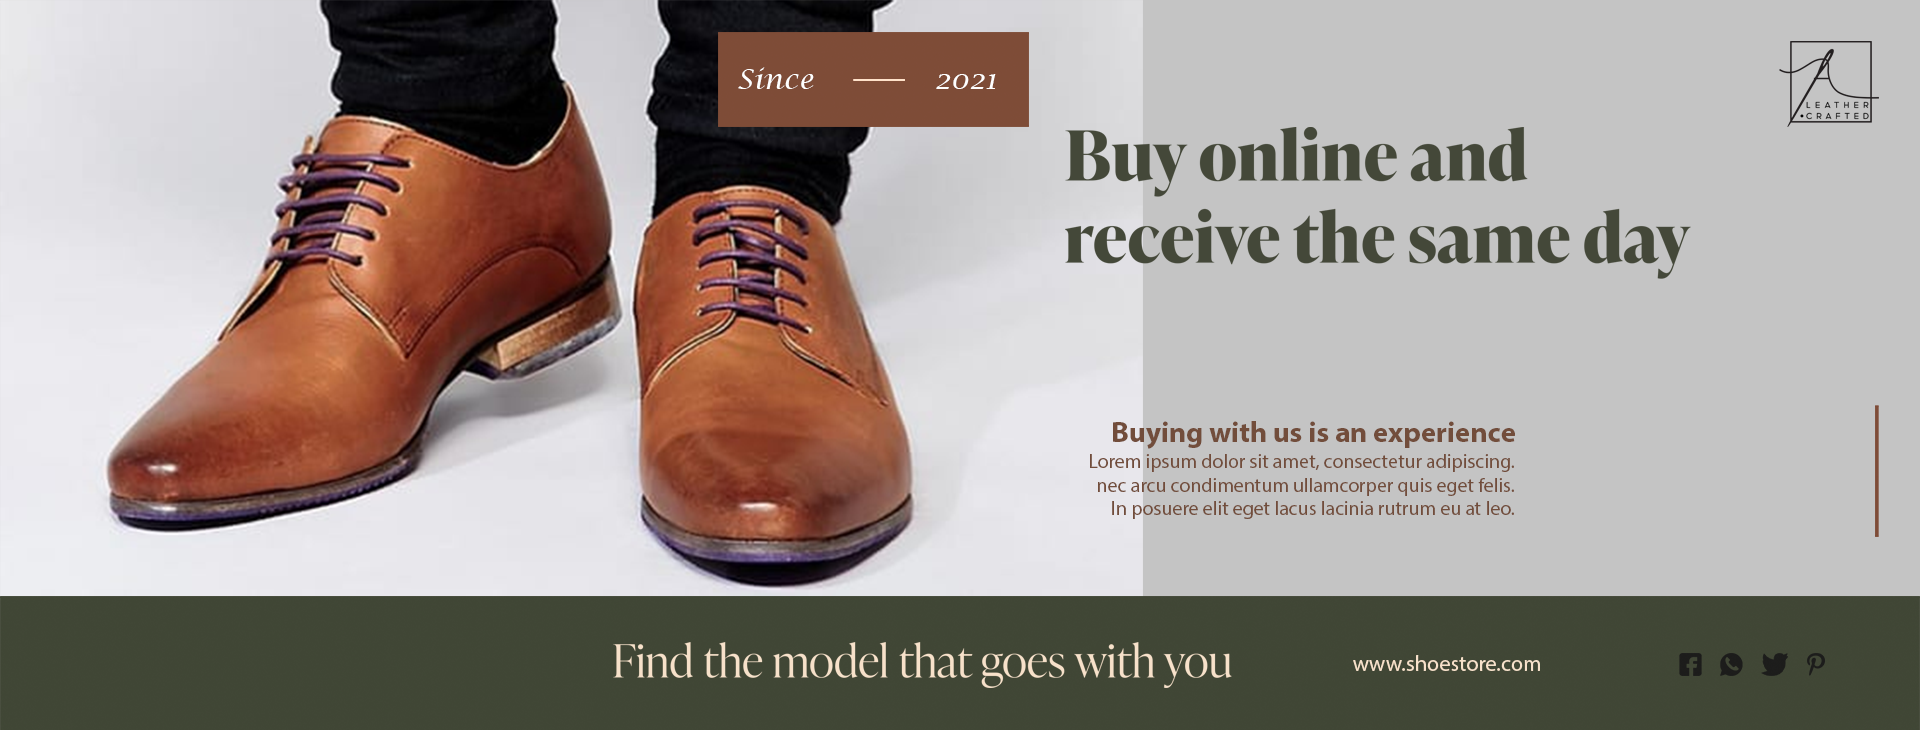 Since — 2021
LEATHER
•CRAFTED
Buy online and
receive the same day
Buying with us is an experience
Lorem ipsum dolor sit amet, consectetur adipiscing.
nec arcu condimentum ullamcorper quis eget felis.
In posuere elit eget lacus lacinia rutrum eu at leo.
Find the model that goes with you
www.shoestore.com